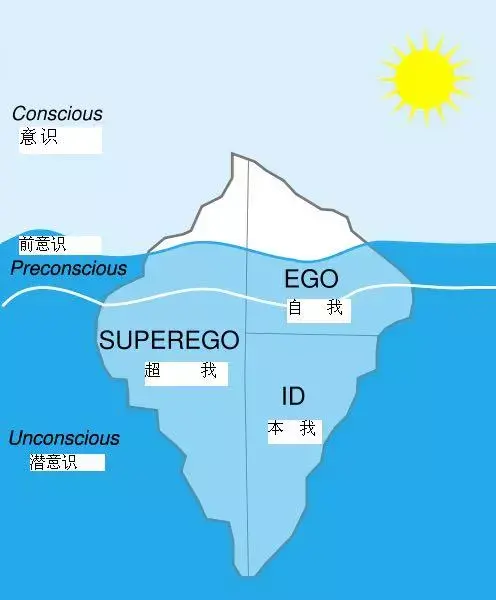 Conscious
意识
前意识
Preconscious
EGO
自 我
SUPEREGO
超 我
ID
本 我
Unconscious
潜意识